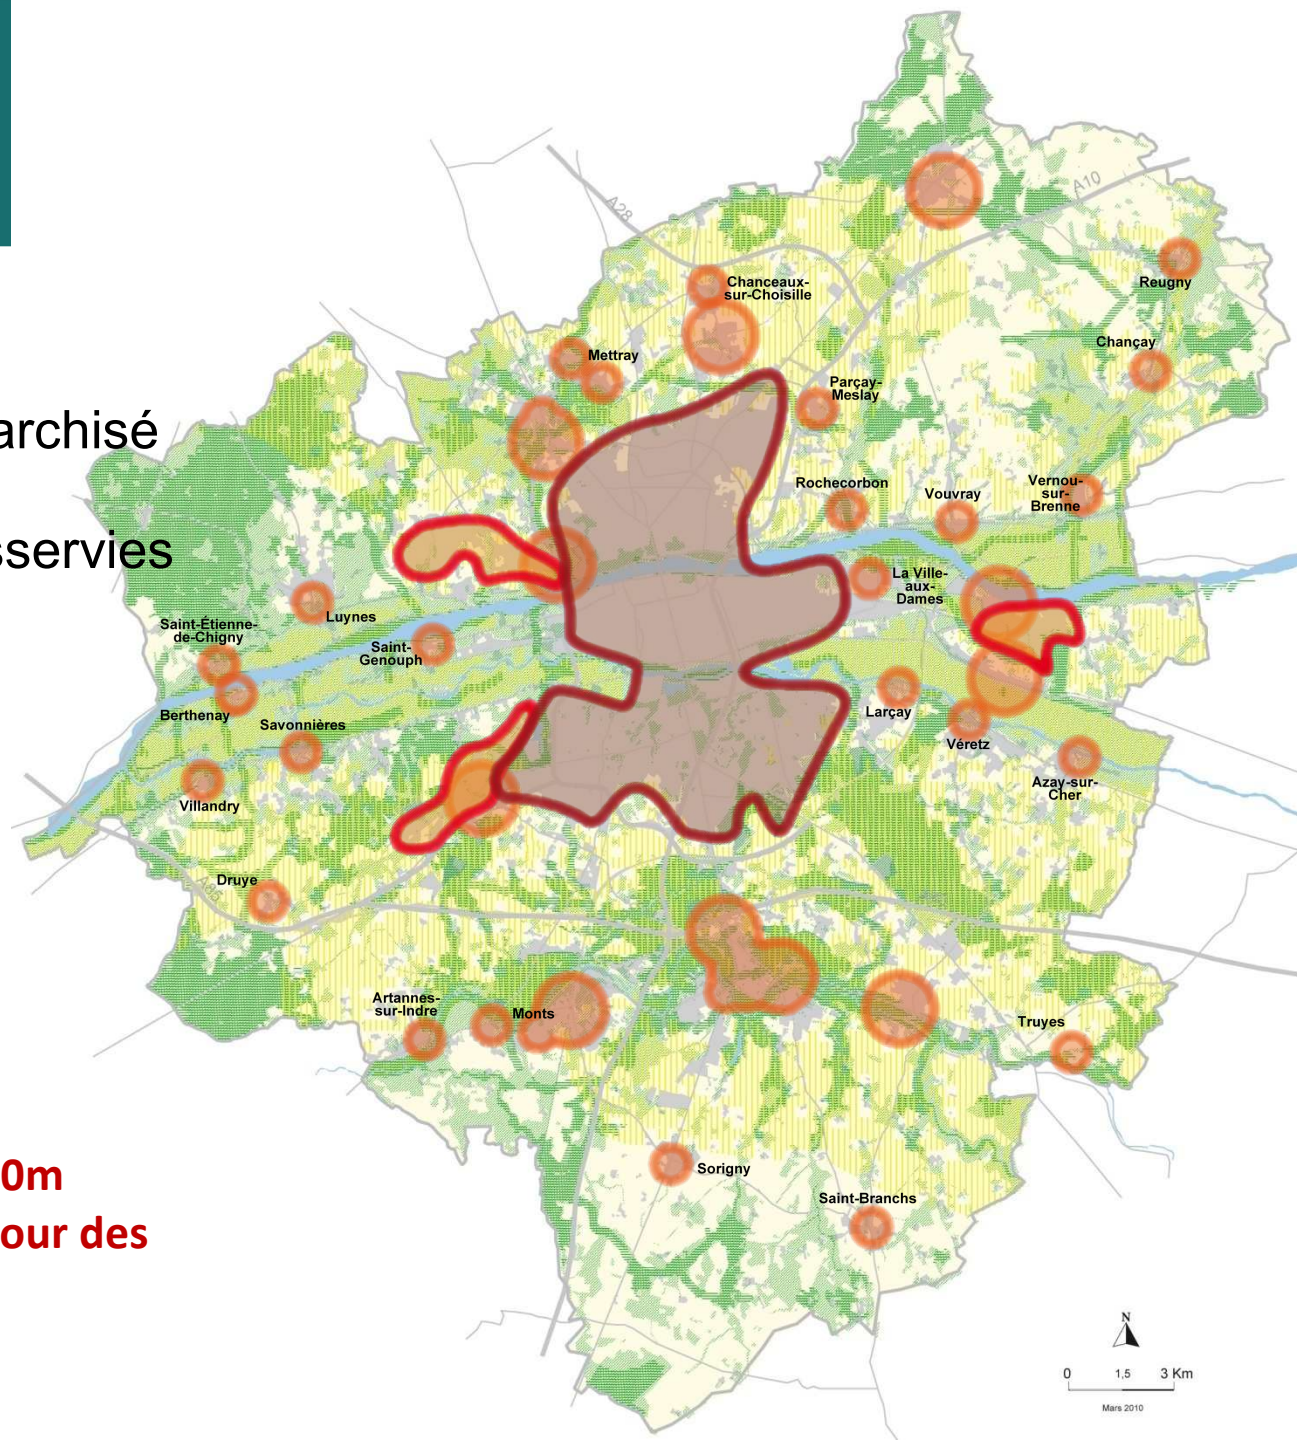 A28
A10
Reugny
Chanceaux-
sur-Choisille
Chançay
Mettray
Parçay-
Meslay
archisé
Rochecorbon
Vouvray
Vernou-
sur-
Brenne
sservies
La Ville-
aux-
Dames
Luynes
Saint-Étienne-
de-Chigny
Saint-
Genouph
Berthenay
Savonnières
Larçay
Véretz
Villandry
Azay-sur-
Cher
Druye
A85
Artannes-
sur-Indre
Monts
Truyes
0m
Sorigny
Saint-Branchs
our des
N
0 1,5 3 Km
Mars 2010